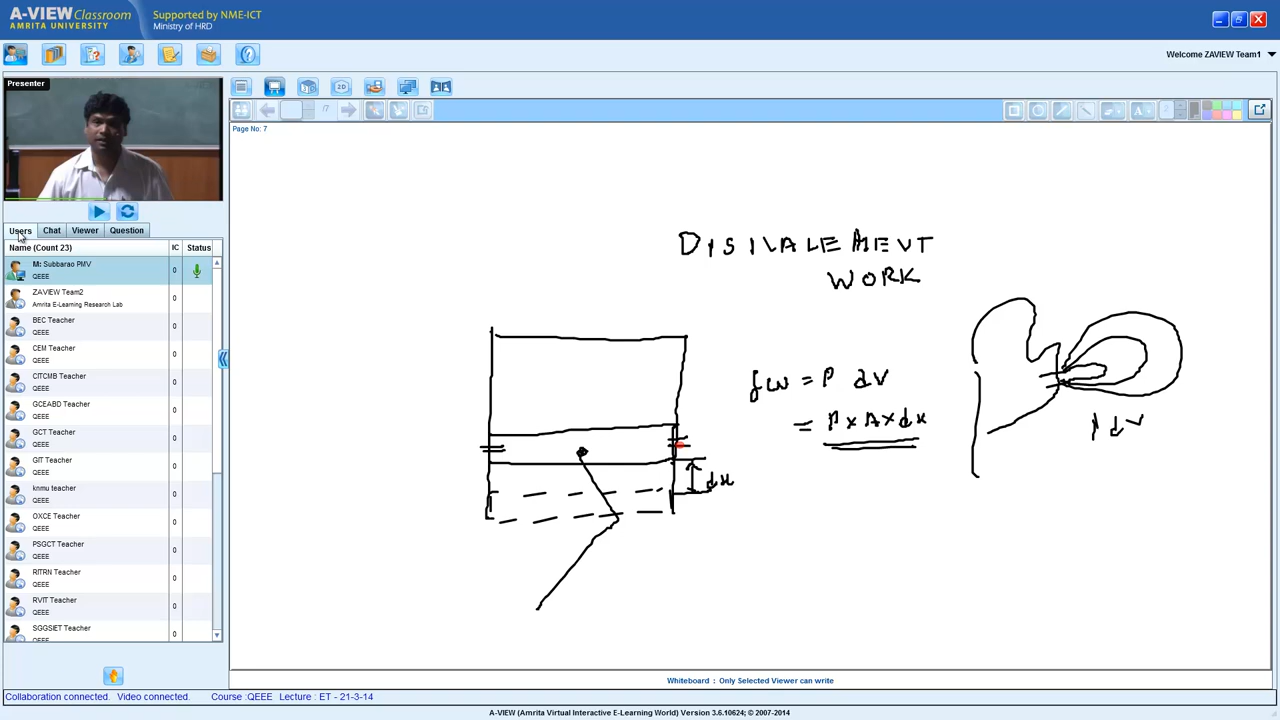 A-VIEW Classroom
AMRITA UNIVERSITY
Supported by NME-ICT
Ministry of HRD
Welcome ZAVIEW Team1
Presenter
/7
Page No: 7
Users Chat Viewer Question
Name (Count 23) IC Status
M: Subbarao PMV 0
QEEE
ZAVIEW Team2 0
Amrita E-Learning Research Lab
BEC Teacher 0
QEEE
CEM Teacher 0
QEEE
CITCMB Teacher 0
QEEE
GCEABD Teacher 0
QEEE
GCT Teacher 0
QEEE
GIT Teacher 0
QEEE
knmu teacher 0
QEEE
OXCE Teacher 0
QEEE
PSGCT Teacher 0
QEEE
RITRN Teacher 0
QEEE
RVIT Teacher 0
QEEE
SGGSIET Teacher 0
QEEE
WORK
δW = P dV
= P x A x dx
dx
P dV
Whiteboard : Only Selected Viewer can write
Collaboration connected. Video connected. Course :QEEE Lecture : ET - 21-3-14
A-VIEW (Amrita Virtual Interactive E-Learning World) Version 3.6.10624; © 2007-2014